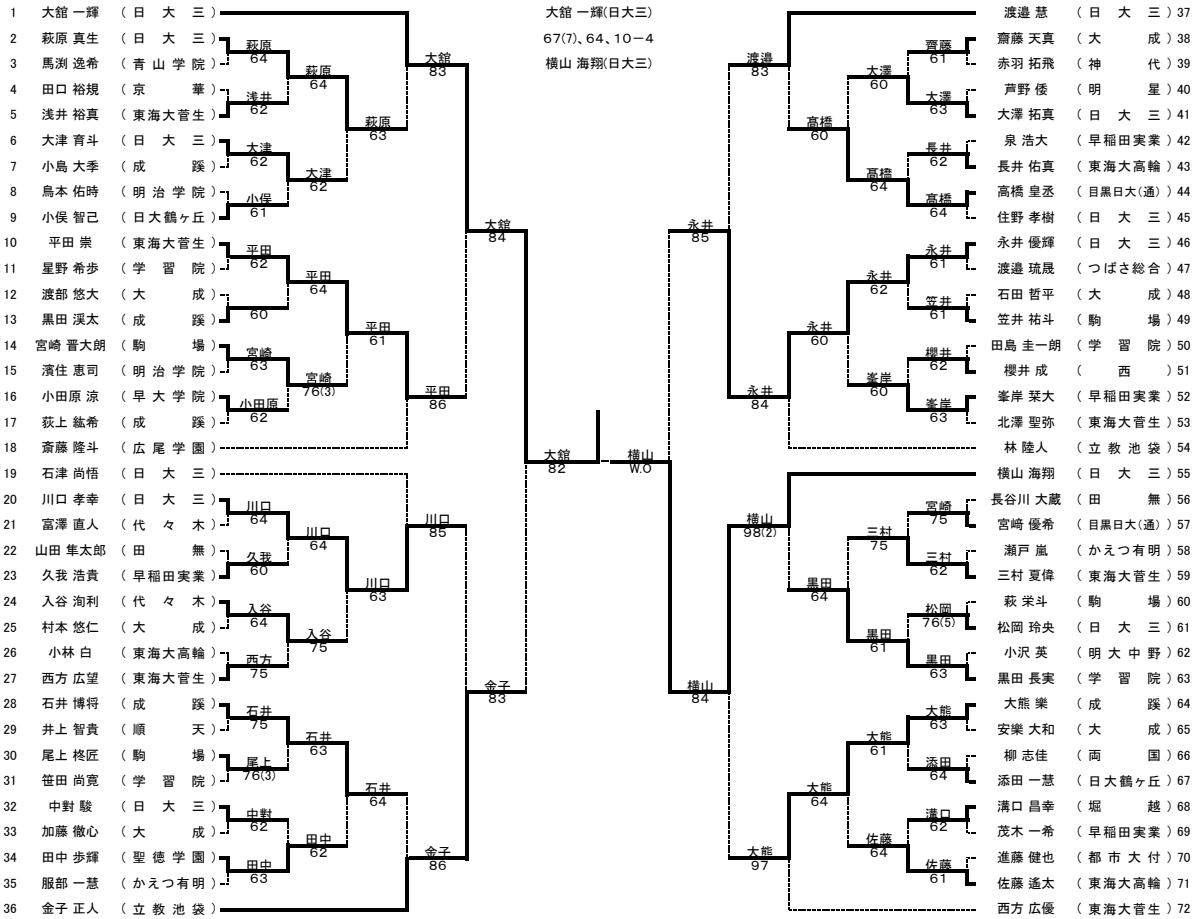 大舘 一輝(日大三)
67(7)、64、10－4
横山 海翔(日大三)
1 大舘 一輝 （日大三）
2 萩原 真生 （日大三）
3 馬渕 逸希 （青山学院）
4 田口 裕規 （京華）
5 浅井 裕真 （東海大菅生）
6 大津 育斗 （日大三）
7 小島 大季 （成蹊）
8 鳥本 佑時 （明治学院）
9 小俣 智己 （日大鶴ヶ丘）
10 平田 崇 （東海大菅生）
11 星野 希歩 （学習院）
12 渡部 悠大 （大成）
13 黒田 渓太 （成蹊）
14 宮崎 晋大朗 （駒場）
15 濱住 恵司 （明治学院）
16 小田原 涼 （早大学院）
17 荻上 紘希 （成蹊）
18 斎藤 隆斗 （広尾学園）
19 石津 尚悟 （日大三）
20 川口 孝幸 （日大三）
21 富澤 直人 （代々木）
22 山田 隼太郎 （田無）
23 久我 浩貴 （早稲田実業）
24 入谷 洵利 （代々木）
25 村本 悠仁 （大成）
26 小林 白 （東海大高輪）
27 西方 広望 （東海大菅生）
28 石井 博将 （成蹊）
29 井上 智貴 （順天）
30 尾上 柊匠 （駒場）
31 笹田 尚寛 （学習院）
32 中對 駿 （日大三）
33 加藤 徹心 （大成）
34 田中 歩輝 （聖徳学園）
35 服部 一慧 （かえつ有明）
36 金子 正人 （立教池袋）
萩原
64
浅井
62
大津
62
小俣
61
平田
62
60
宮崎
63
小田原
62
川口
64
久我
60
入谷
64
西方
75
石井
75
尾上
76(3)
中對
62
田中
63
萩原
64
大津
62
平田
64
宮崎
76(3)
川口
64
入谷
75
石井
63
田中
62
萩原
63
平田
61
川口
63
石井
64
大舘
83
平田
86
川口
85
金子
86
大舘
84
金子
83
大舘
82
横山
W.O
永井
85
横山
84
渡邉
83
永井
84
横山
98(2)
大熊
97
髙橋
60
永井
60
黒田
64
大熊
64
大澤
60
髙橋
64
永井
62
峯岸
60
三村
75
黒田
61
大熊
61
佐藤
64
齊藤
61
大澤
63
長井
62
髙橋
64
永井
61
笠井
61
櫻井
62
峯岸
63
宮崎
75
三村
62
松岡
76(5)
黒田
63
大熊
63
添田
64
溝口
62
佐藤
61
渡邉 慧 （日大三） 37
齋藤 天真 （大成） 38
赤羽 拓飛 （神代） 39
芦野 倭 （明星） 40
大澤 拓真 （日大三） 41
泉 浩大 （早稲田実業） 42
長井 佑真 （東海大高輪） 43
高橋 皇丞 （目黒日大(通) 44
住野 孝樹 （日大三） 45
永井 優輝 （日大三） 46
渡邉 琉晟 （つばさ総合） 47
石田 哲平 （大成） 48
笠井 祐斗 （駒場） 49
田島 圭一朗 （学習院） 50
櫻井 成 （西） 51
峯岸 栞大 （早稲田実業） 52
北澤 聖弥 （東海大菅生） 53
林 陸人 （立教池袋） 54
横山 海翔 （日大三） 55
長谷川 大蔵 （田無） 56
宮﨑 優希 （目黒日大(通) 57
瀬戸 嵐 （かえつ有明） 58
三村 夏偉 （東海大菅生） 59
萩 栄斗 （駒場） 60
松岡 玲央 （日大三） 61
小沢 英 （明大中野） 62
黒田 長実 （学習院） 63
大熊 樂 （成蹊） 64
安樂 大和 （大成） 65
柳 志佳 （両国） 66
添田 一慧 （日大鶴ヶ丘） 67
溝口 昌幸 （堀越） 68
茂木 一希 （早稲田実業） 69
進藤 健也 （都市大付） 70
佐藤 遙太 （東海大高輪） 71
西方 広優 （東海大菅生） 72